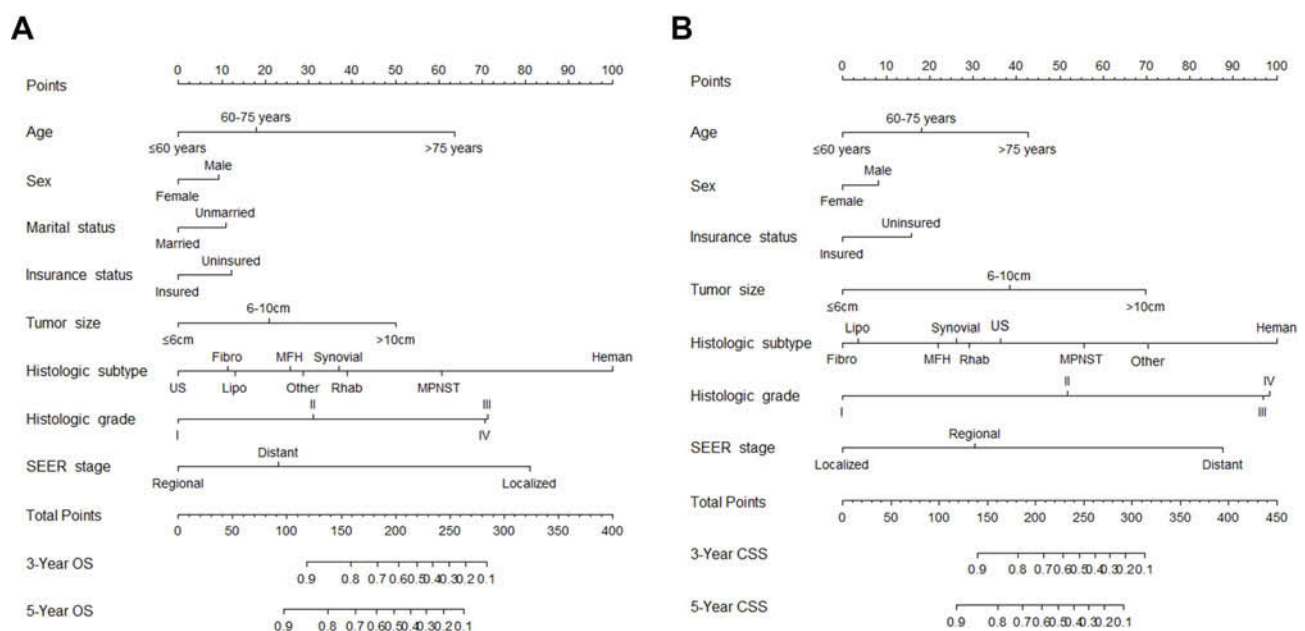 A
Points
0 10 20 30 40 50 60 70 80 90 100
60-75 years
Age
≤60 years >75 years
Male
Sex
Female
Unmarried
Marital status
Married
Uninsured
Insurance status
Insured
6-10cm
Tumor size
≤6cm >10cm
Fibro MFH Synovial Heman
Histologic subtype
US Lipo Other Rhab MPNST
II III
Histologic grade
I IV
Distant
SEER stage
Regional Localized
Total Points
0 50 100 150 200 250 300 350 400
3-Year OS
0.9 0.8 0.7 0.6 0.5 0.4 0.3 0.2 0.1
5-Year OS
0.9 0.8 0.7 0.6 0.5 0.4 0.3 0.2 0.1
B
0 10 20 30 40 50 60 70 80 90 100
Points
60-75 years
Age
≤60 years >75 years
Male
Sex
Female
Uninsured
Insurance status
Insured
6-10cm
Tumor size
≤6cm >10cm
Lipo Synovial US Heman
Histologic subtype
Fibro MFH Rhab MPNST Other
II IV
Histologic grade
I III
Regional
SEER stage
Localized Distant
Total Points
0 50 100 150 200 250 300 350 400 450
3-Year CSS
0.9 0.8 0.7 0.6 0.5 0.4 0.3 0.2 0.1
5-Year CSS
0.9 0.8 0.7 0.6 0.5 0.4 0.3 0.2 0.1